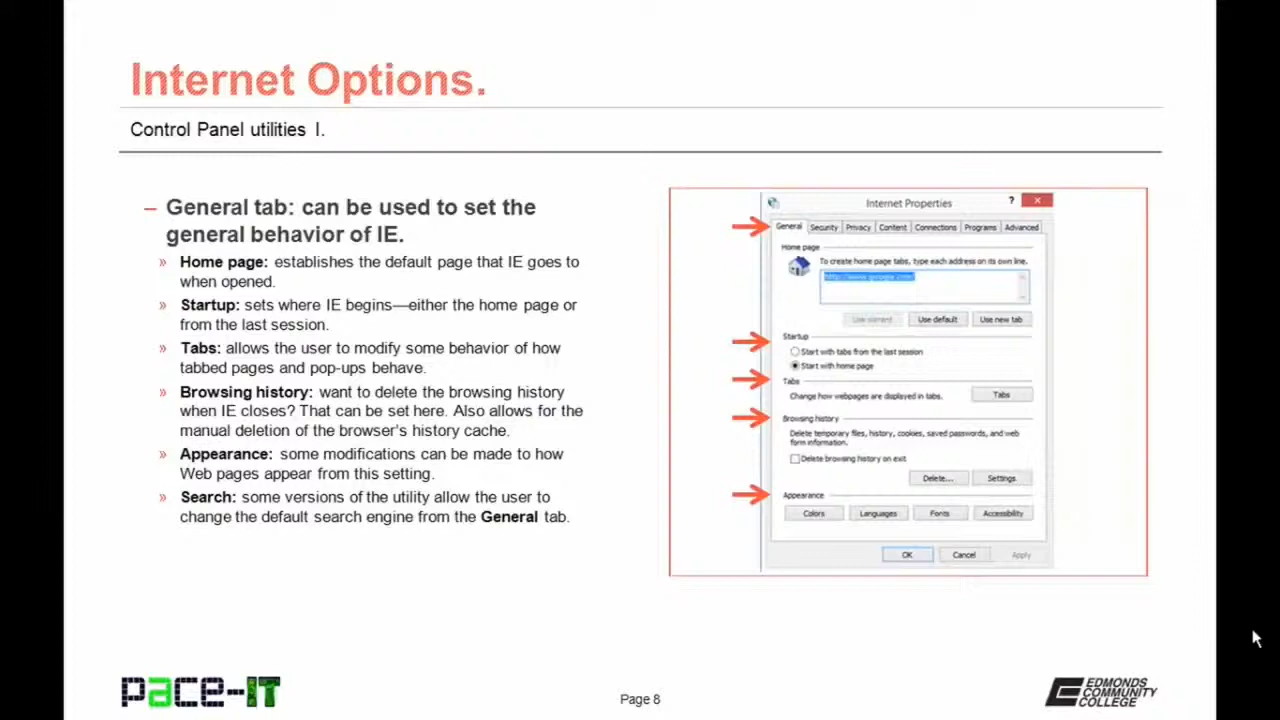 Internet Options.
Control Panel utilities I.
– General tab: can be used to set the
general behavior of IE.
» Home page: establishes the default page that IE goes to
when opened.
» Startup: sets where IE begins—either the home page or
from the last session.
» Tabs: allows the user to modify some behavior of how
tabbed pages and pop-ups behave.
» Browsing history: want to delete the browsing history
when IE closes? That can be set here. Also allows for the
manual deletion of the browser's history cache.
» Appearance: some modifications can be made to how
Web pages appear from this setting.
» Search: some versions of the utility allow the user to
change the default search engine from the General tab.
Internet Properties
?
General Security Privacy Content Connections Programs Advanced
Home page
To create home page tabs, type each address on its own line.
Use current Use default Use new tab
Startup
Start with tabs from the last session
Start with home page
Tabs
Change how webpages are displayed in tabs. Tabs
Browsing history
Delete temporary files, history, cookies, saved passwords, and web
form information.
Delete browsing history on exit
Delete... Settings
Appearance
Colors Languages Fonts Accessibility
OK Cancel Apply
pace-IT
Page 8
EDMONDS
COMMUNITY
COLLEGE